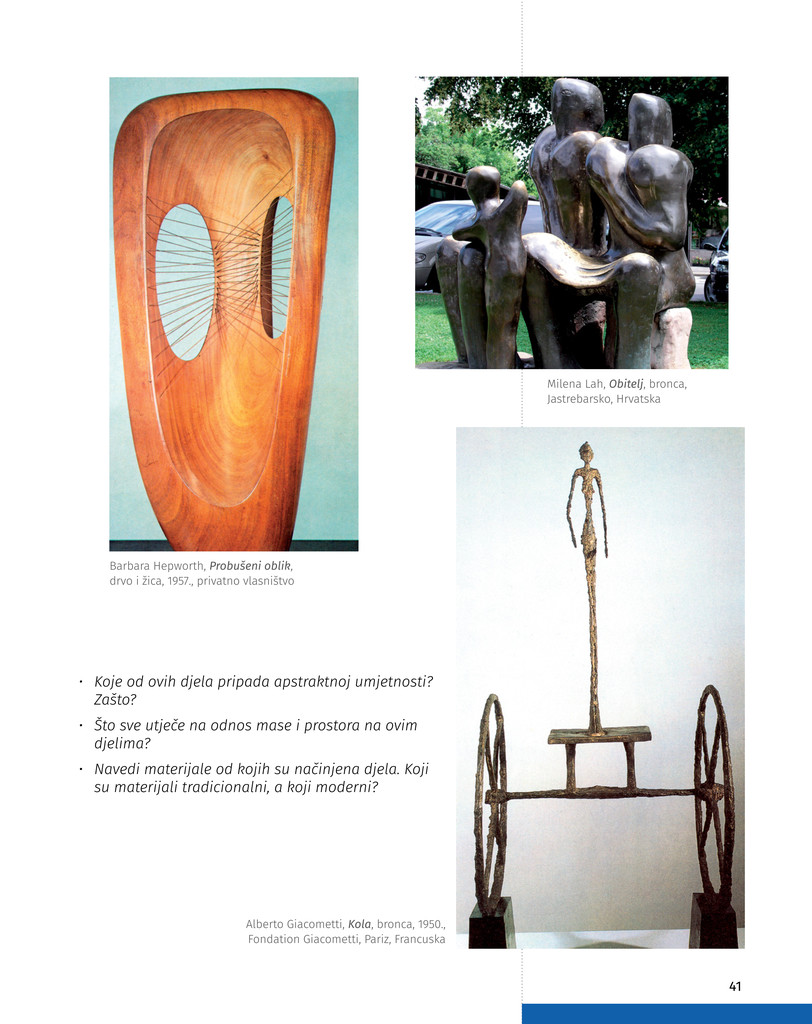 Milena Lah, Obitelj, bronca,
Jastrebarsko, Hrvatska
Barbara Hepworth, Probušeni oblik,
drvo i žica, 1957., privatno vlasništvo
• Koje od ovih djela pripada apstraktnoj umjetnosti?
Zašto?
• Što sve utječe na odnos mase i prostora na ovim
djelima?
• Navedi materijale od kojih su načinjena djela. Koji
su materijali tradicionalni, a koji moderni?
Alberto Giacometti, Kola, bronca, 1950.,
Fondation Giacometti, Pariz, Francuska
41